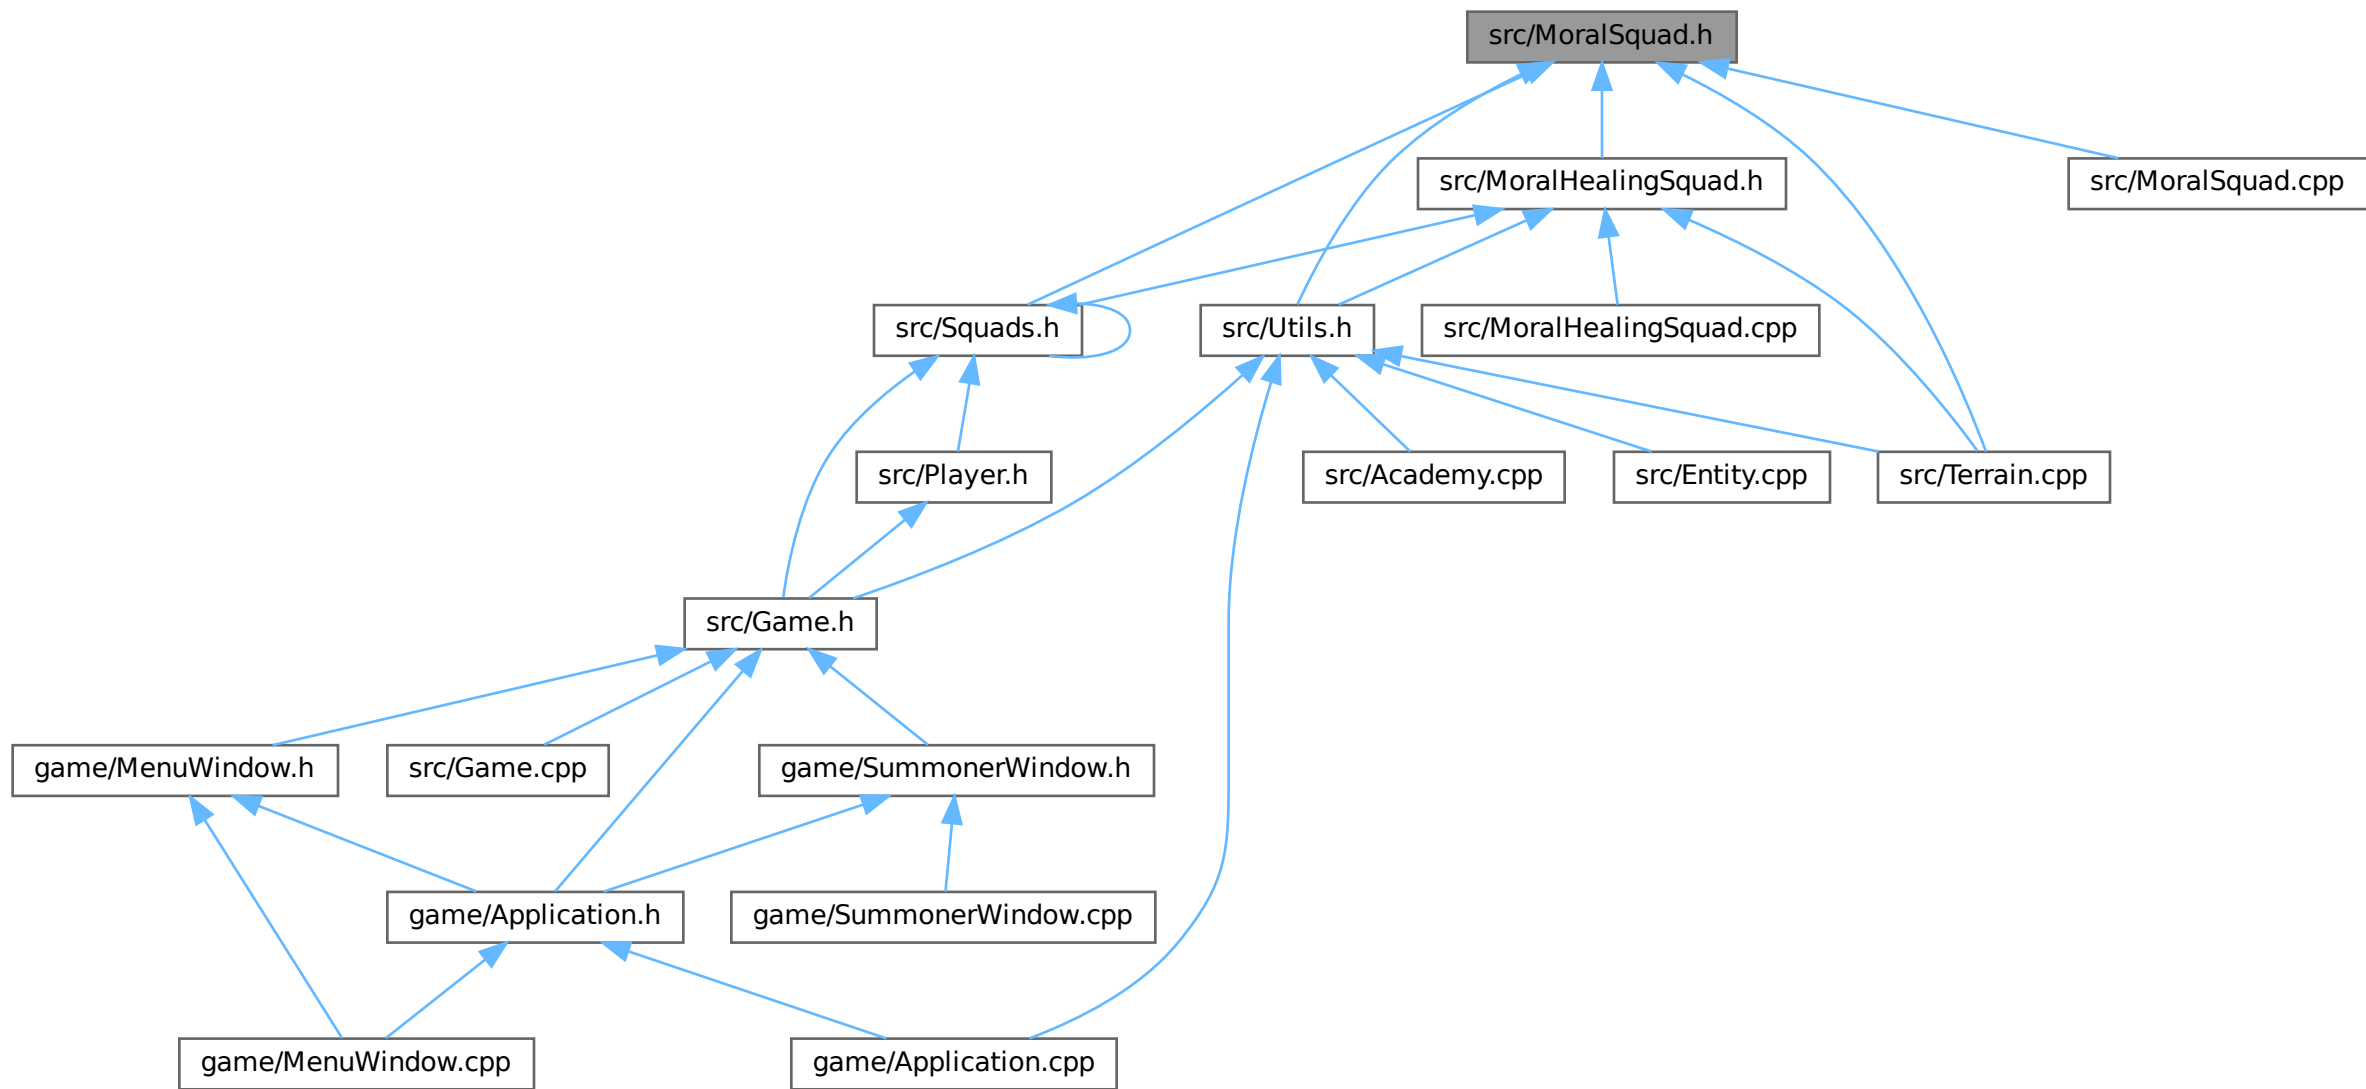 src/MoralSquad.h
src/MoralHealingSquad.h
src/MoralSquad.cpp
src/Squads.h
src/Utils.h
src/MoralHealingSquad.cpp
src/Player.h
src/Academy.cpp
src/Entity.cpp
src/Terrain.cpp
src/Game.h
game/MenuWindow.h
src/Game.cpp
game/SummonerWindow.h
game/Application.h
game/SummonerWindow.cpp
game/MenuWindow.cpp
game/Application.cpp